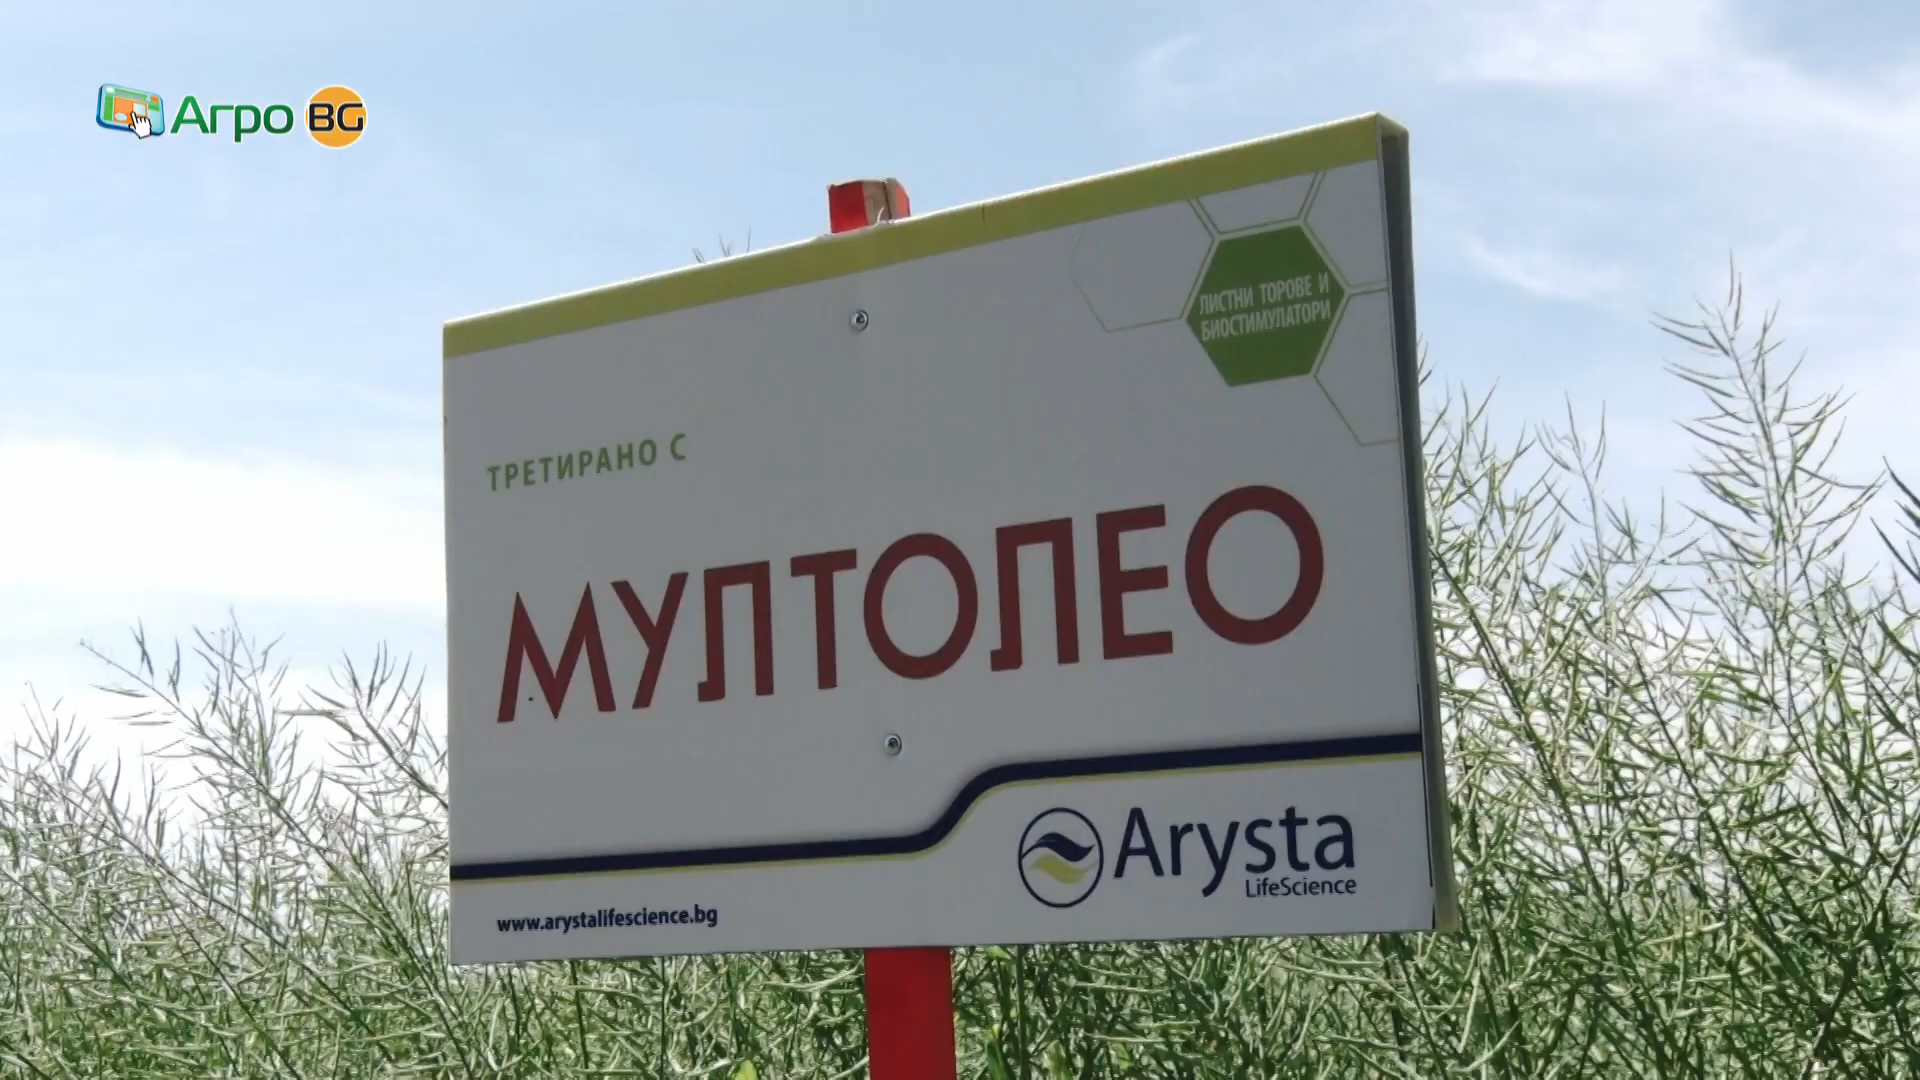 Агро BG
ЛИСТНИ ТОРОВЕ И
БИОСТИМУЛАТОРИ
ТРЕТИРАНО С
МУЛТОЛЕО
Arysta
LifeScience
www.arystalifescience.bg